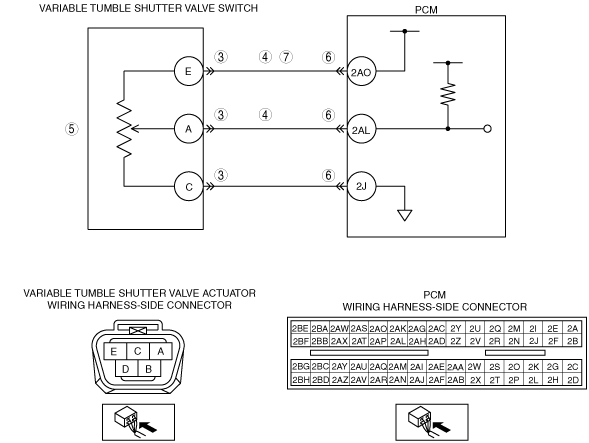 VARIABLE TUMBLE SHUTTER VALVE SWITCH
PCM
E ③ ④ ⑦ ⑥ 2AO
⑤ A ③ ④ ⑥ 2AL
C ③ ⑥ 2J
VARIABLE TUMBLE SHUTTER VALVE ACTUATOR
WIRING HARNESS-SIDE CONNECTOR
E C A
D B
PCM
WIRING HARNESS-SIDE CONNECTOR
2BE 2BA 2AW 2AS 2AO 2AK 2AG 2AC 2Y 2U 2Q 2M 2I 2E 2A
2BF 2BB 2AX 2AT 2AP 2AL 2AH 2AD 2Z 2V 2R 2N 2J 2F 2B
2BG 2BC 2AY 2AU 2AQ 2AM 2AI 2AE 2AA 2W 2S 2O 2K 2G 2C
2BH 2BD 2AZ 2AV 2AR 2AN 2AJ 2AF 2AB 2X 2T 2P 2L 2H 2D